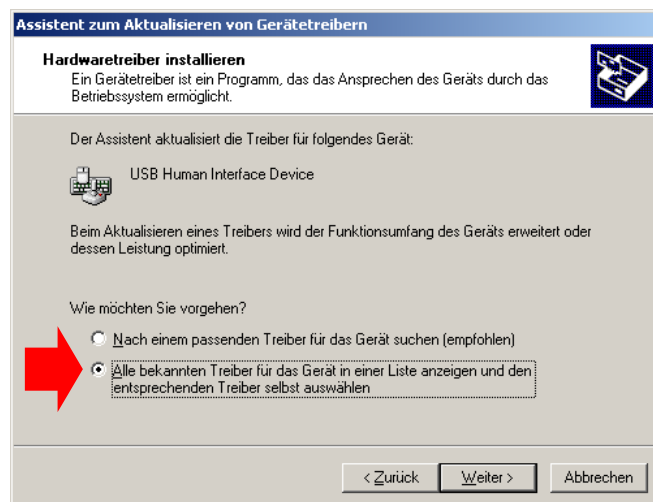 Assistent zum Aktualisieren von Gerätetreibern
Hardwaretreiber installieren
Ein Gerätetreiber ist ein Programm, das das Ansprechen des Geräts durch das
Betriebssystem ermöglicht.
Der Assistent aktualisiert die Treiber für folgendes Gerät:
USB Human Interface Device
Beim Aktualisieren eines Treibers wird der Funktionsumfang des Geräts erweitert oder
dessen Leistung optimiert.
Wie möchten Sie vorgehen?
Nach einem passenden Treiber für das Gerät suchen (empfohlen)
Alle bekannten Treiber für das Gerät in einer Liste anzeigen und den
entsprechenden Treiber selbst auswählen
< Zurück Weiter > Abbrechen